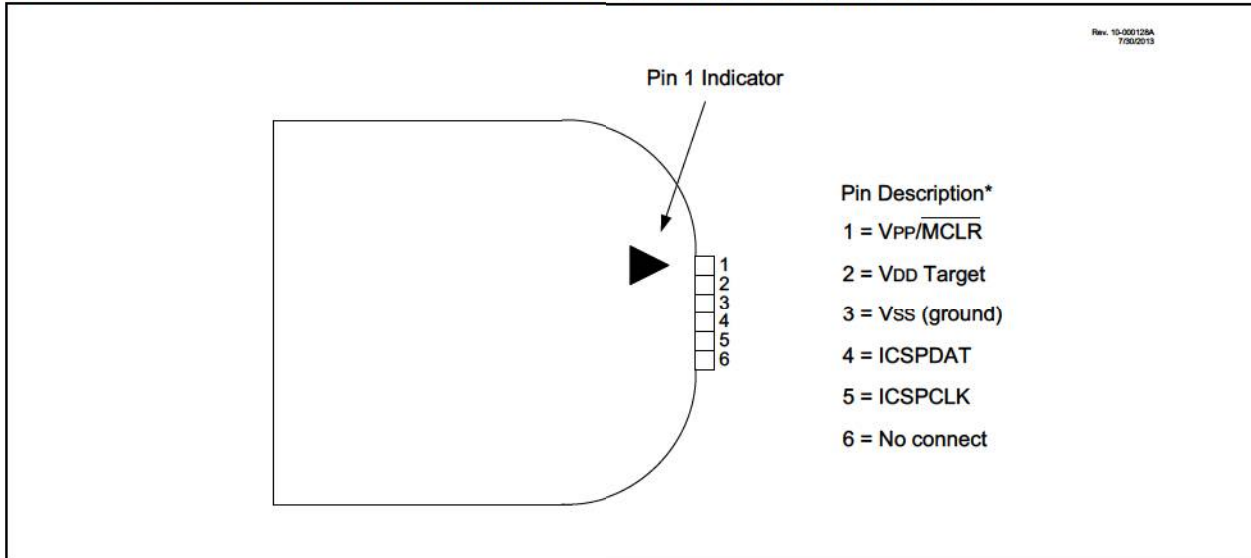 Rev. 10-000128A
7/30/2013
Pin 1 Indicator
1
2
3
4
5
6
Pin Description*
1 = VPP/MCLR
2 = VDD Target
3 = VSS (ground)
4 = ICSPDAT
5 = ICSPCLK
6 = No connect